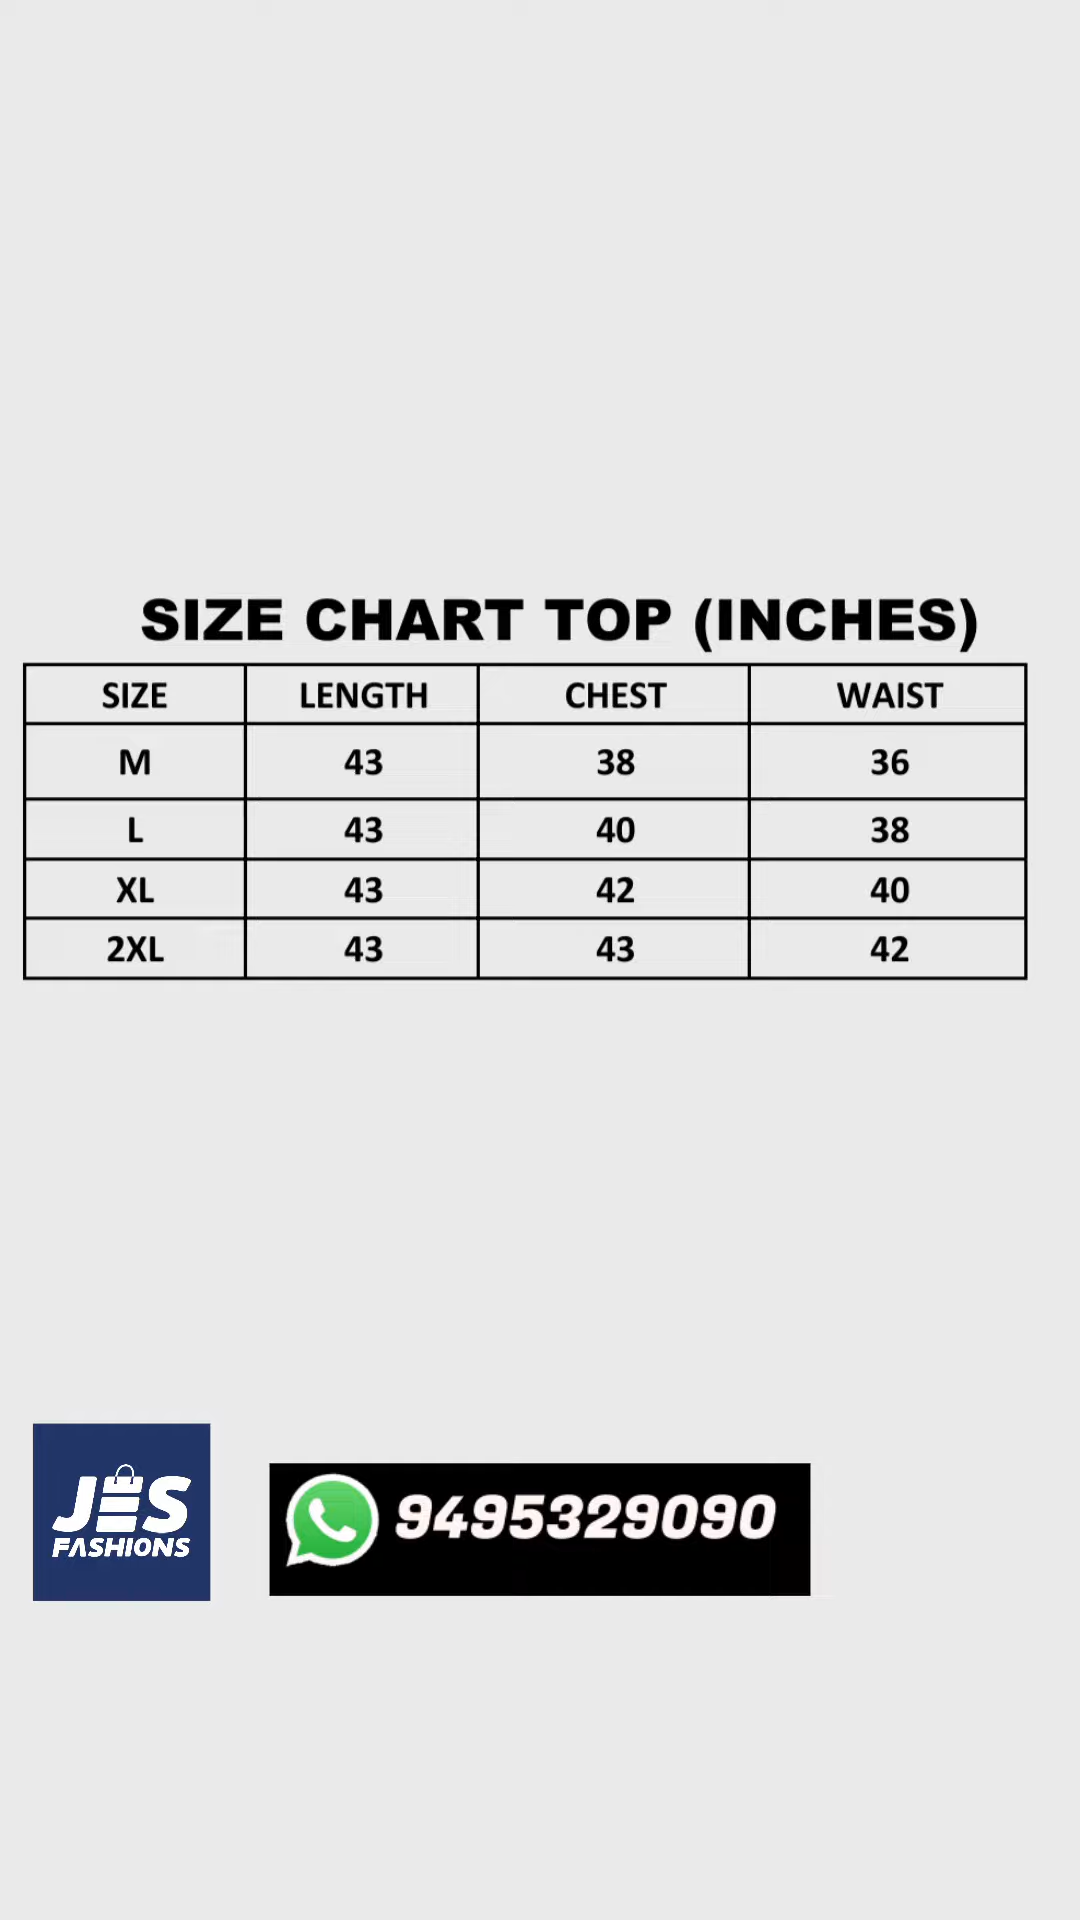 SIZE CHART TOP (INCHES)
SIZE LENGTH CHEST WAIST
M 43 38 36
L 43 40 38
XL 43 42 40
2XL 43 43 42
JES
FASHIONS
9495329090